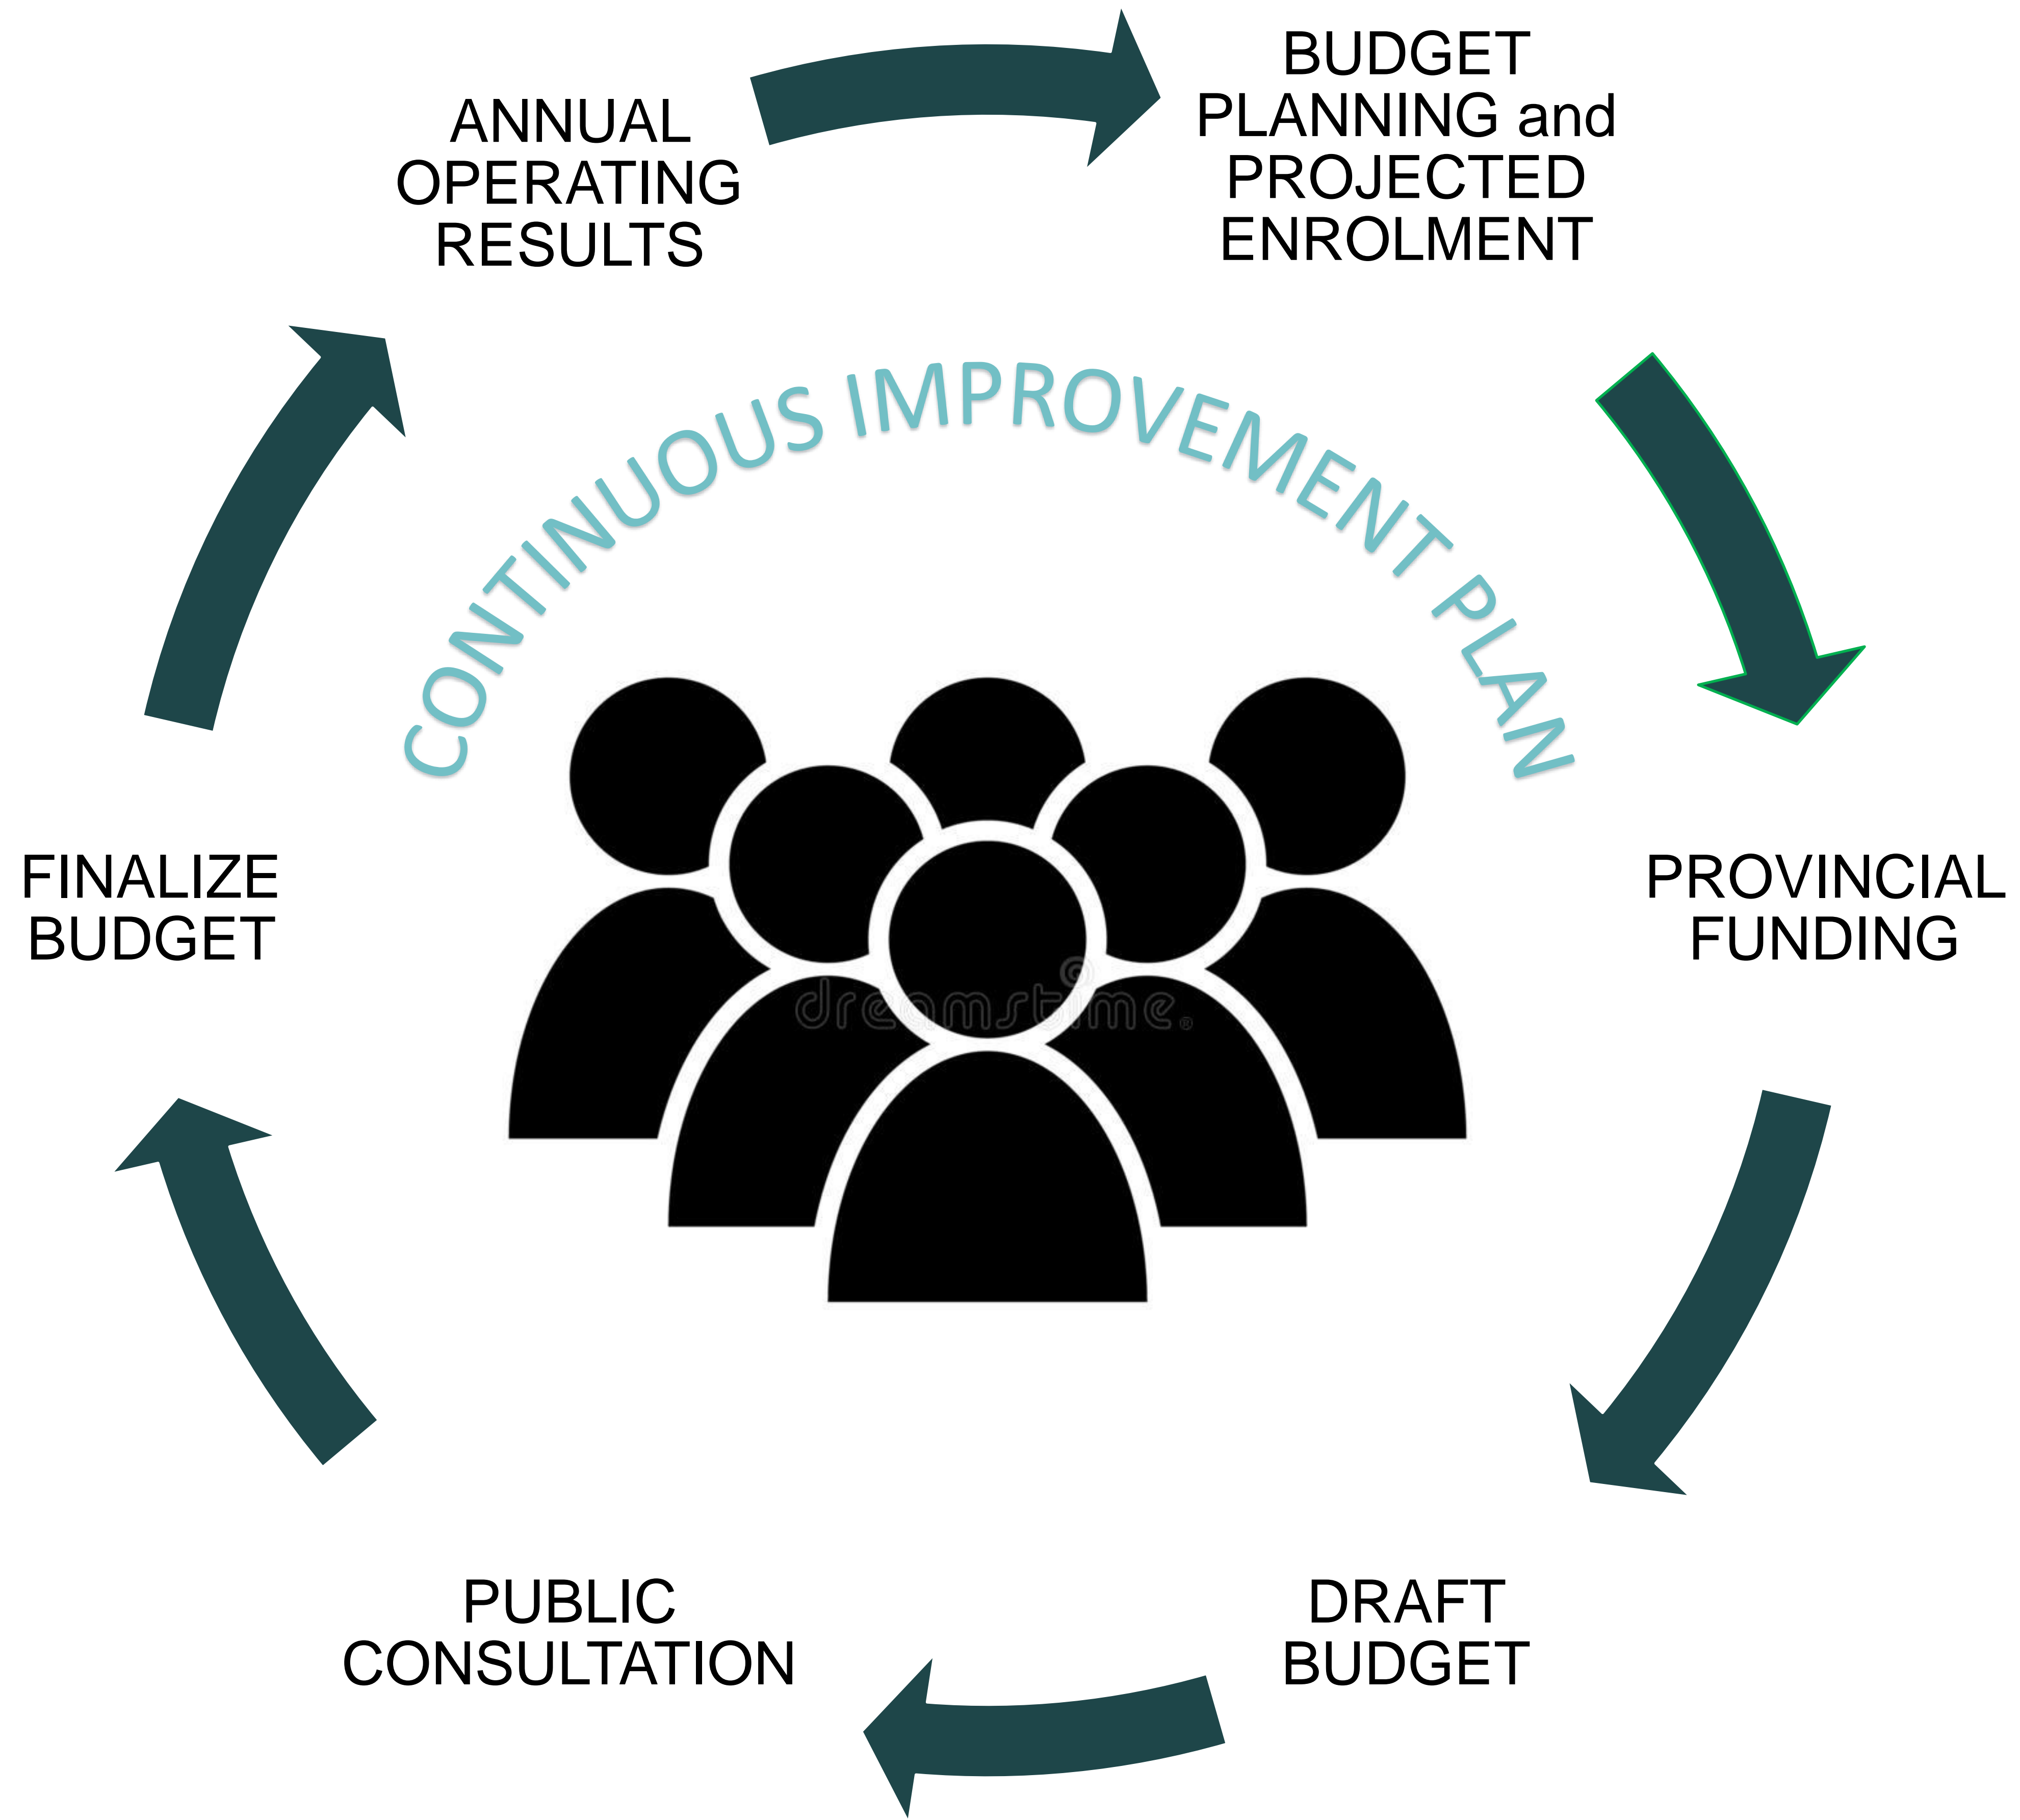 ANNUAL
OPERATING
RESULTS
BUDGET
PLANNING and
PROJECTED
ENROLMENT
CONTINUOUS IMPROVEMENT PLAN
FINALIZE
BUDGET
PROVINCIAL
FUNDING
dreamstime®
PUBLIC
CONSULTATION
DRAFT
BUDGET